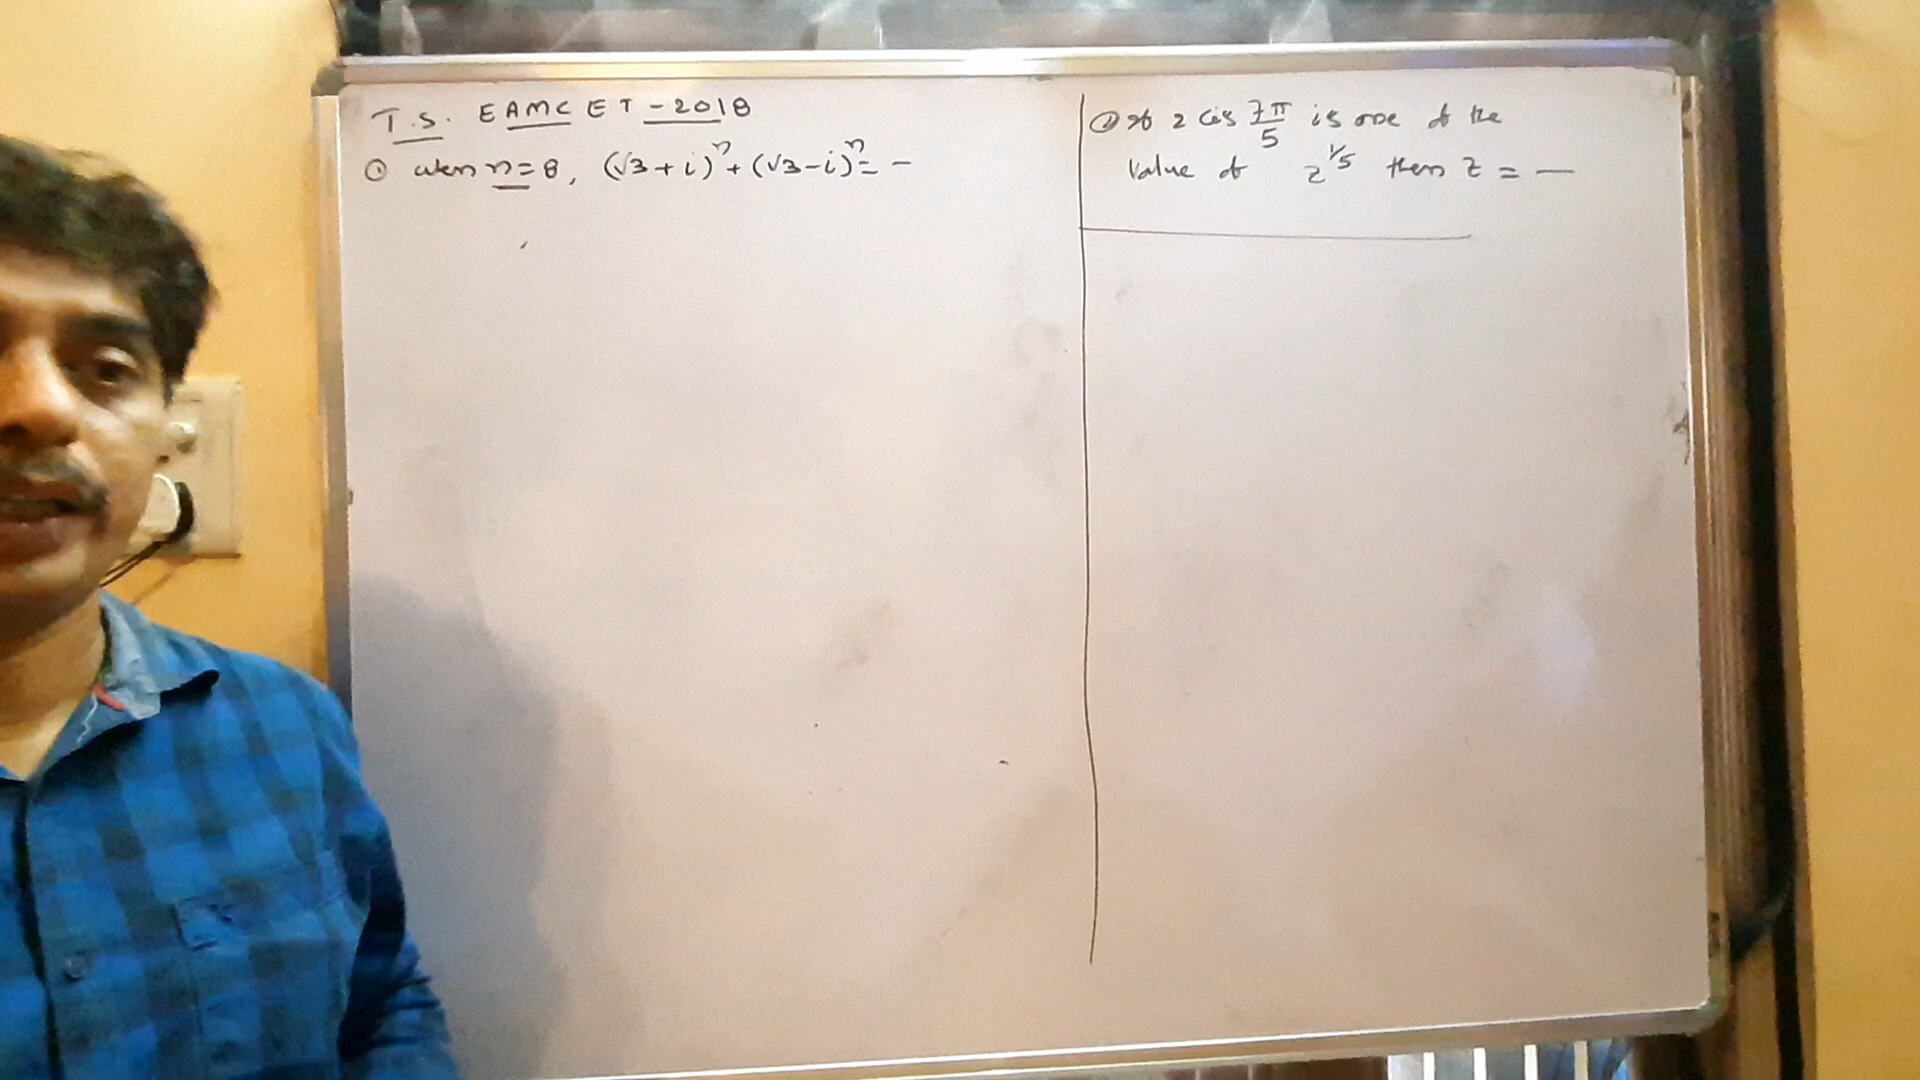 T.S. EAMCET-2018
① when n=8, (√3+i)ⁿ+(√3-i)ⁿ= -
② If 2 cis 7π/5 is one of the
value of z^1/5 then z = —